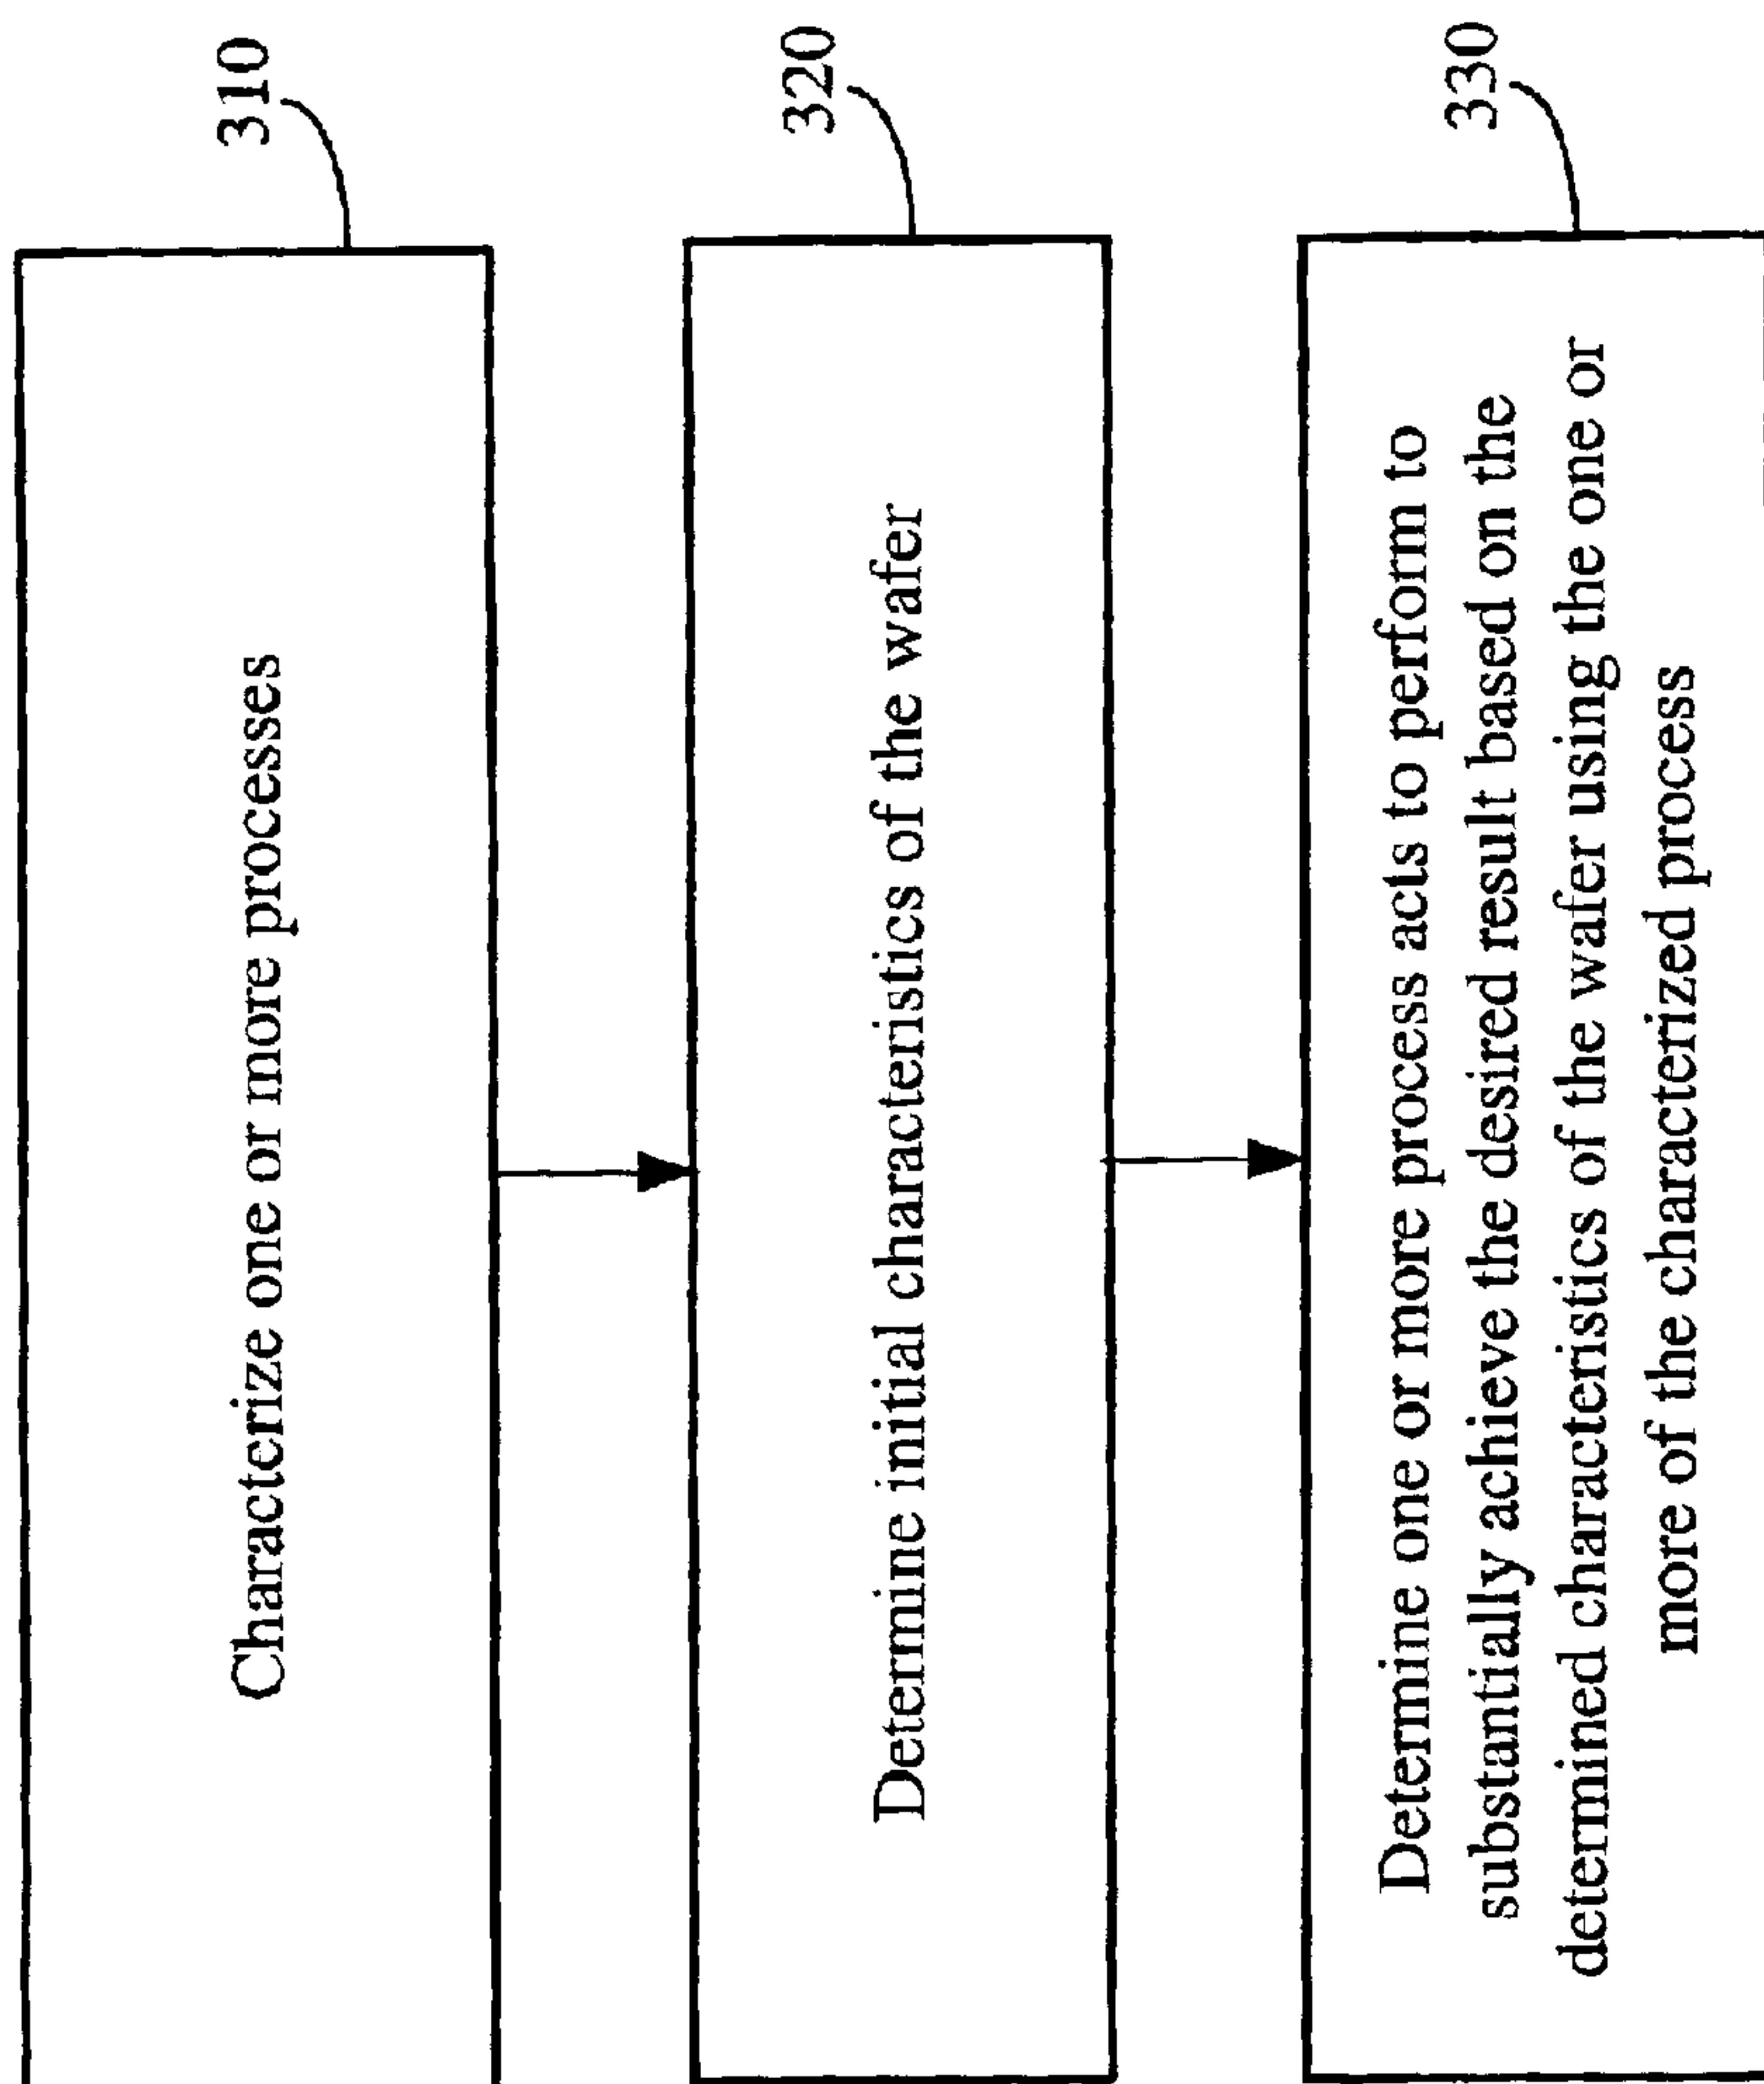 310
Characterize one or more processes
320
Determine initial characteristics of the wafer
330
Determine one or more process acts to perform to
substantially achieve the desired result based on the
determined characteristics of the wafer using the one or
more of the characterized process